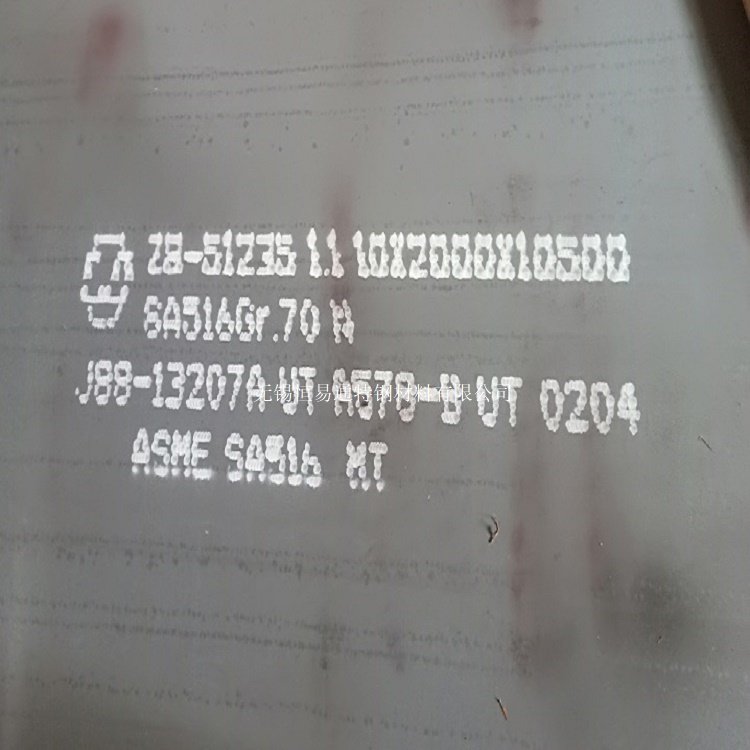 28-51235 1.1 10X2000X10500
SA516Gr.70 N
J88-13207A UT A578-B UT 0204
无锡恒易通特钢材料有限公司
ASME SA516 MT